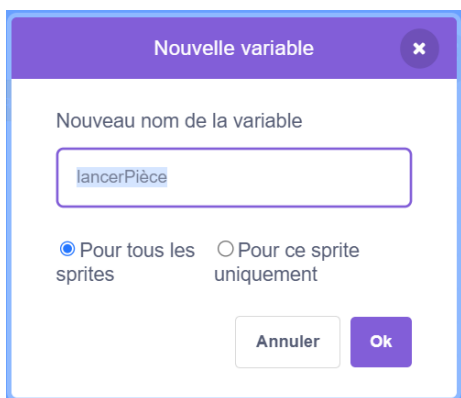 Nouvelle variable
Nouveau nom de la variable
lancerPièce
Pour tous les sprites
Pour ce sprite uniquement
Annuler
Ok